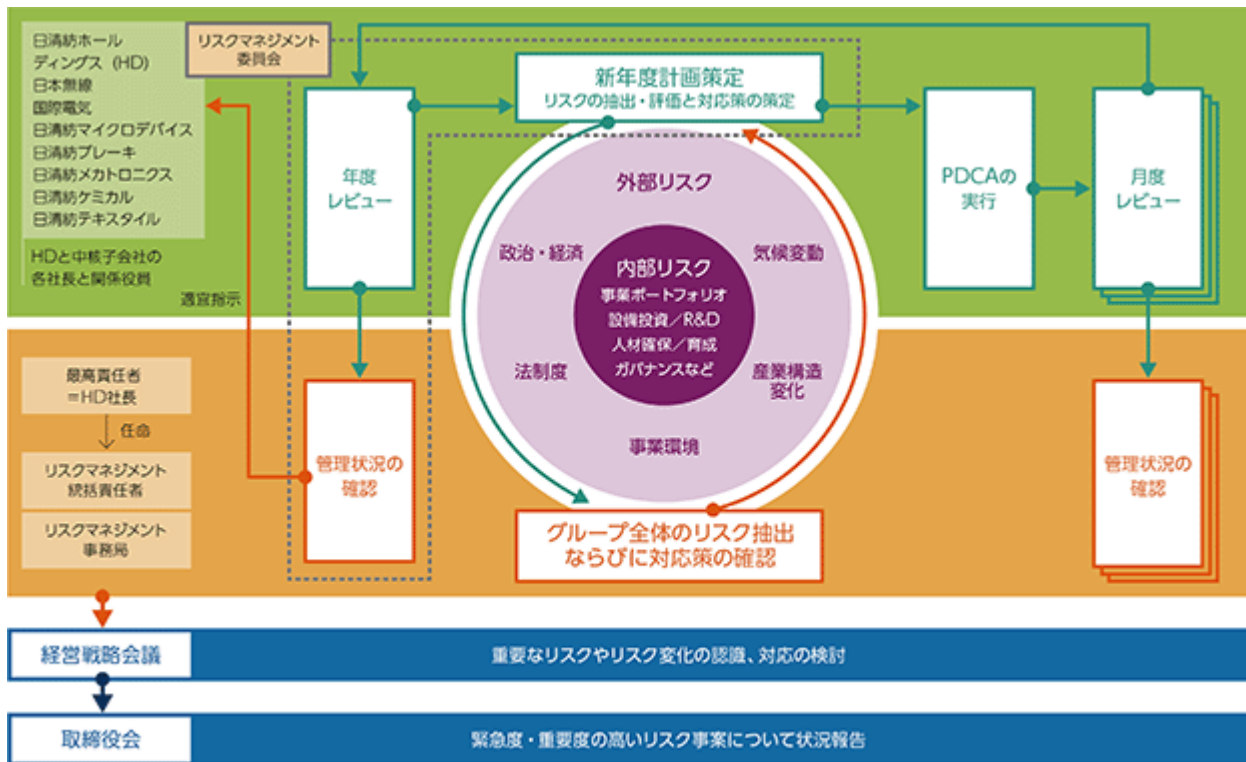 日清紡ホール
ディングス (HD)
日本無線
国際電気
日清紡マイクロデバイス
日清紡ブレーキ
日清紡メカトロニクス
日清紡ケミカル
日清紡テキスタイル
HDと中核子会社の
各社長と関係役員
リスクマネジメント
委員会
年度
レビュー
適宜指示
新年度計画策定
リスクの抽出・評価と対応策の策定
PDCAの
実行
月度
レビュー
外部リスク
政治・経済
気候変動
内部リスク
事業ポートフォリオ
設備投資／R&D
人材確保／育成
ガバナンスなど
法制度
産業構造
変化
事業環境
最高責任者
＝HD社長
任命
リスクマネジメント
統括責任者
リスクマネジメント
事務局
管理状況の
確認
グループ全体のリスク抽出
ならびに対応策の確認
管理状況の
確認
経営戦略会議
重要なリスクやリスク変化の認識、対応の検討
取締役会
緊急度・重要度の高いリスク事案について状況報告